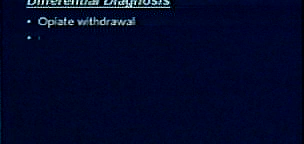 Differential Diagnosis
• Opiate withdrawal
•